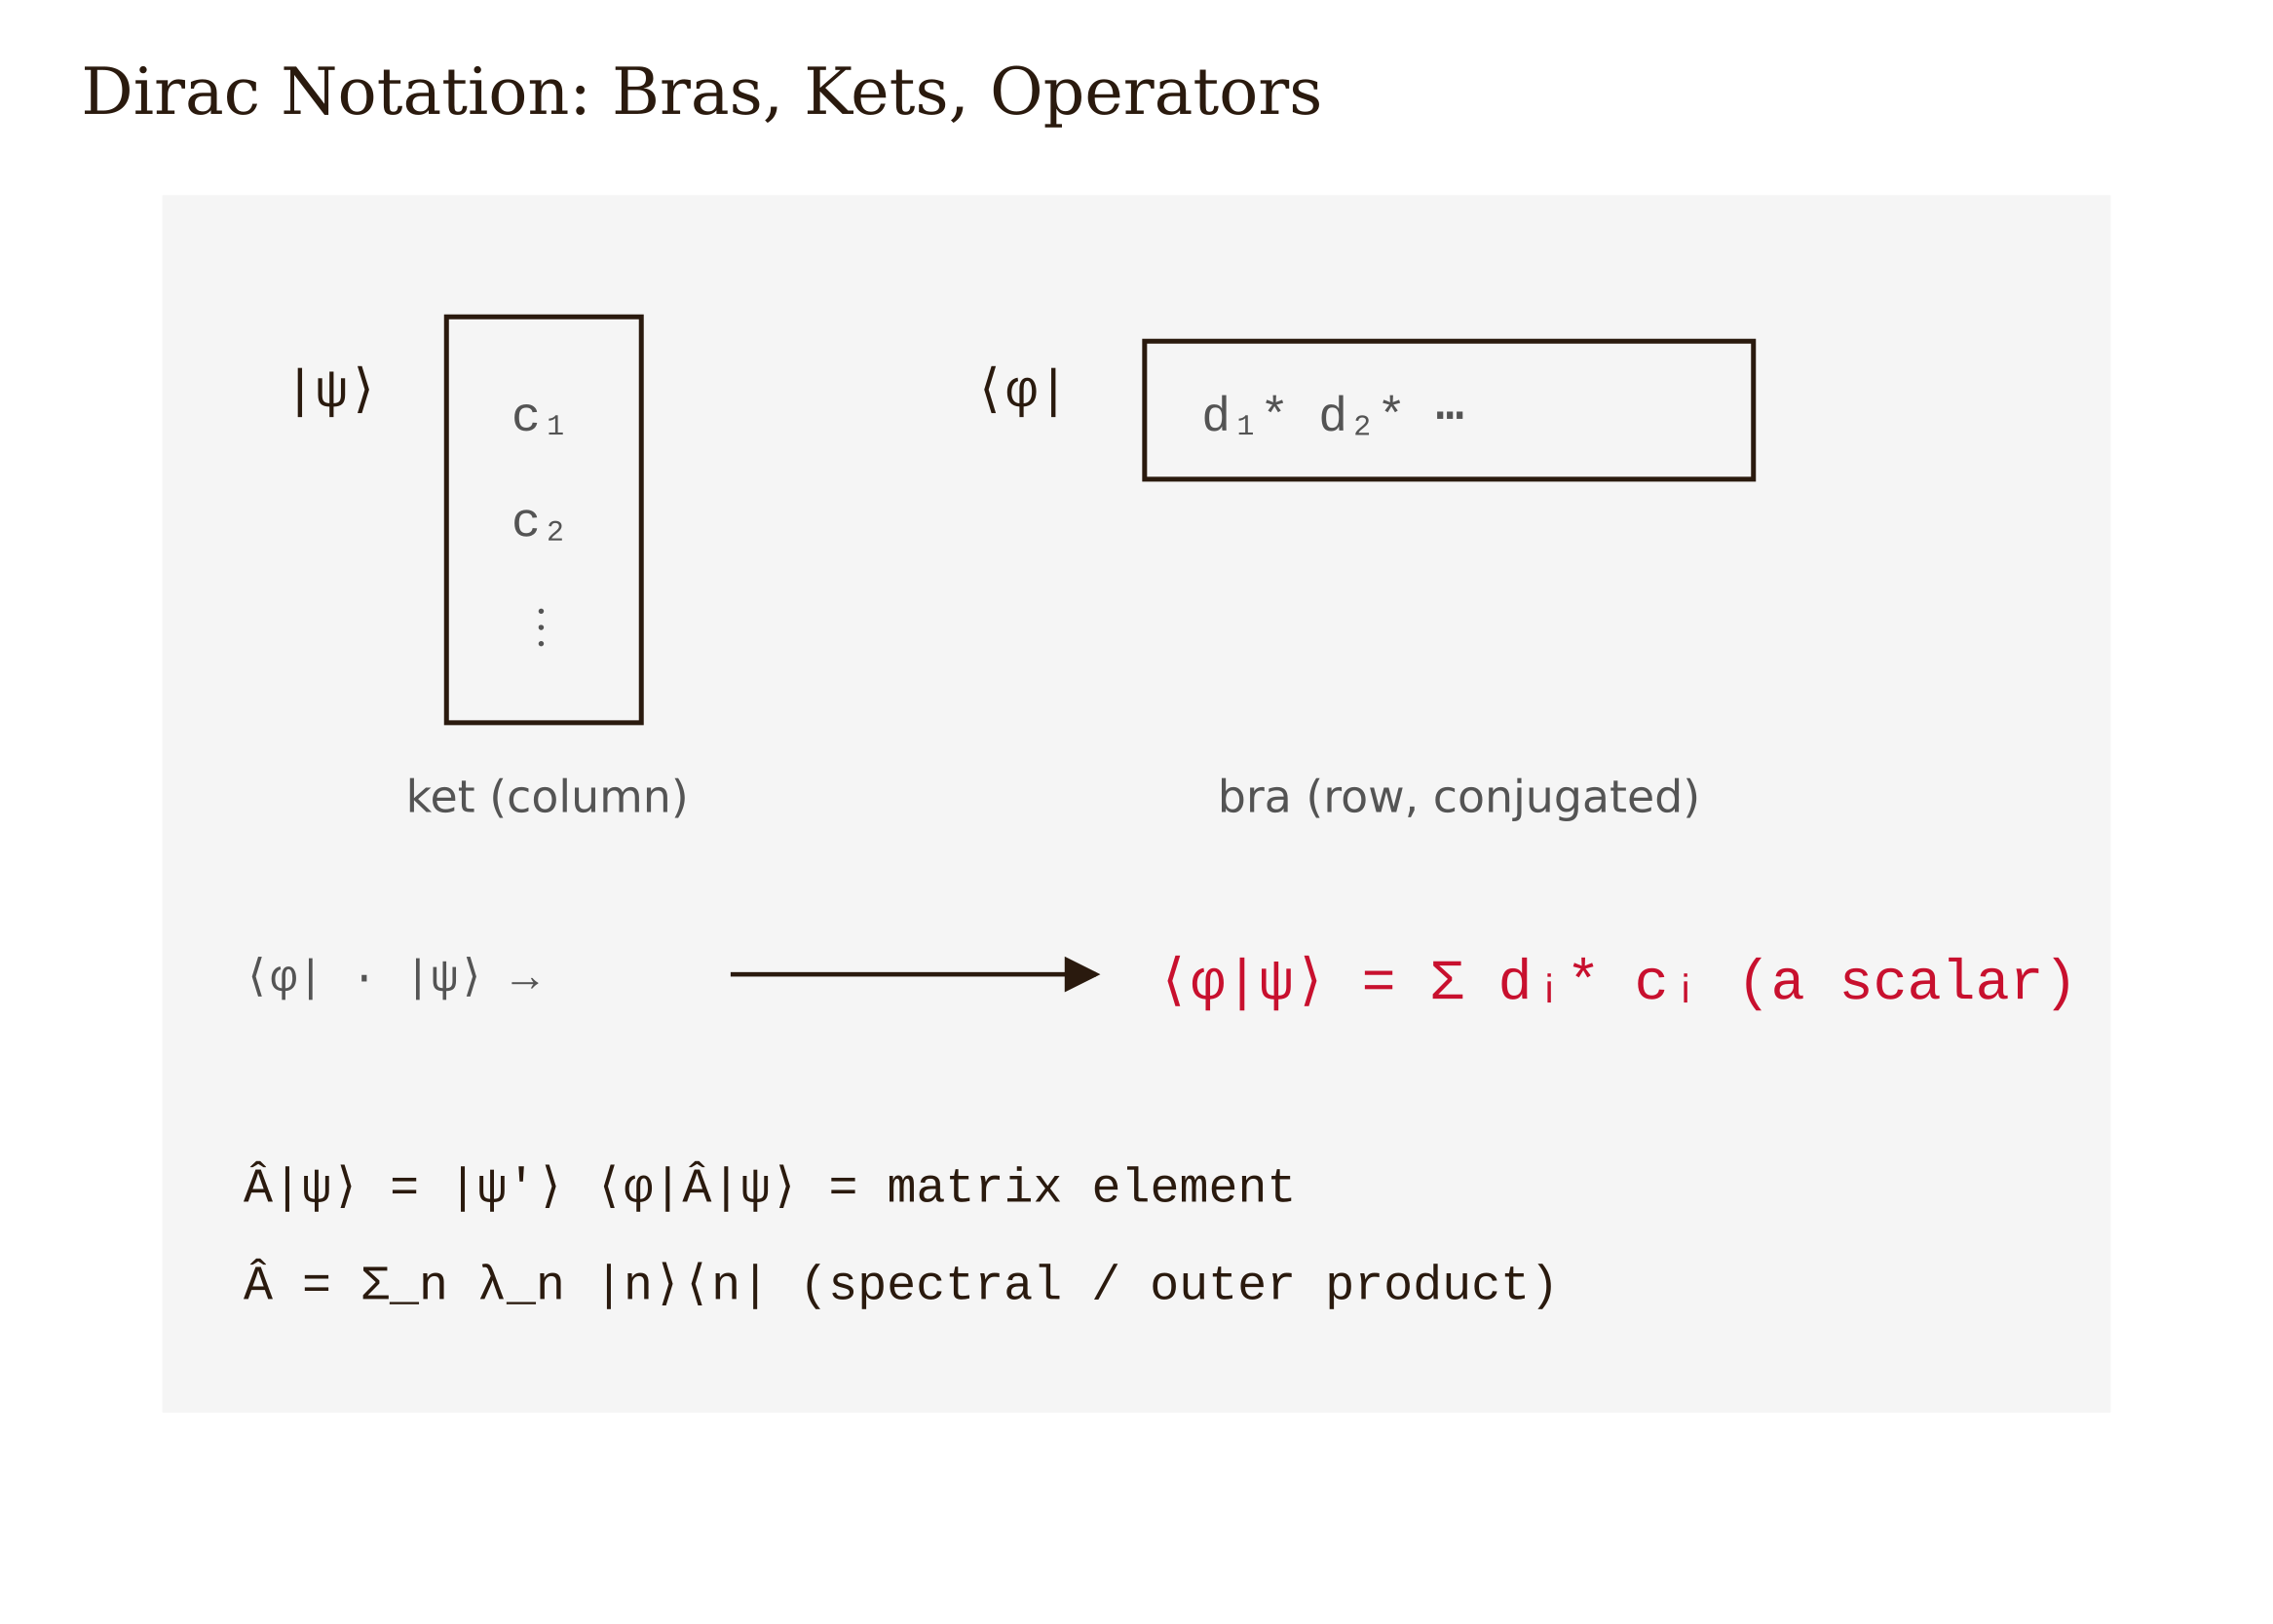 Dirac Notation: Bras, Kets, Operators
|ψ⟩
c₁
c₂
⋮
ket (column)
⟨φ|
d₁* d₂* ⋯
bra (row, conjugated)
⟨φ| · |ψ⟩ →
⟨φ|ψ⟩ = Σ dᵢ* cᵢ (a scalar)
Â|ψ⟩ = |ψ'⟩ ⟨φ|Â|ψ⟩ = matrix element
Â = Σ_n λ_n |n⟩⟨n| (spectral / outer product)